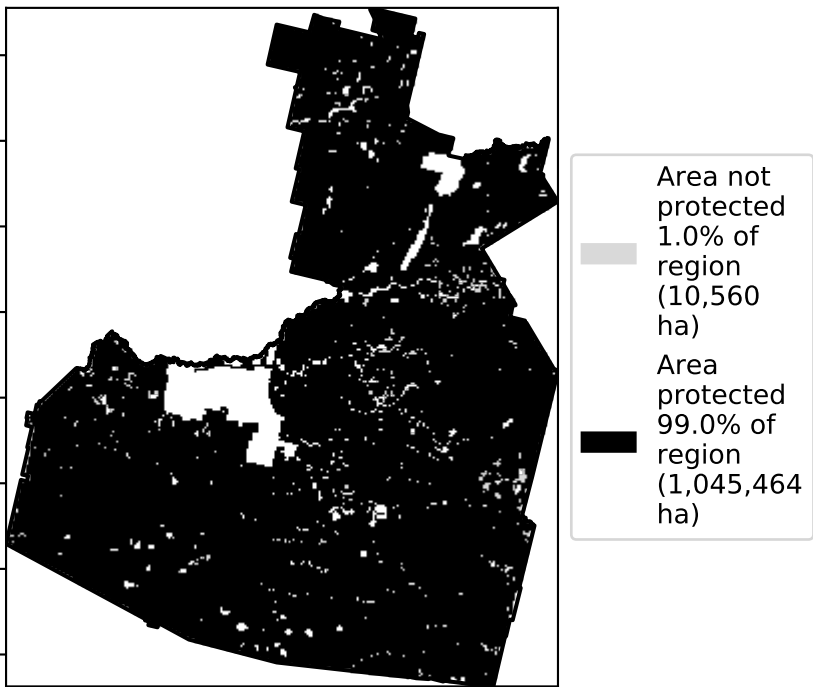 Area not
protected
1.0% of
region
(10,560
ha)
Area
protected
99.0% of
region
(1,045,464
ha)